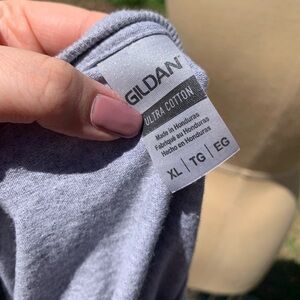 GILDAN
ULTRA COTTON
Made in Honduras
Fabriqué au Honduras
Hecho en Honduras
XL | TG | EG